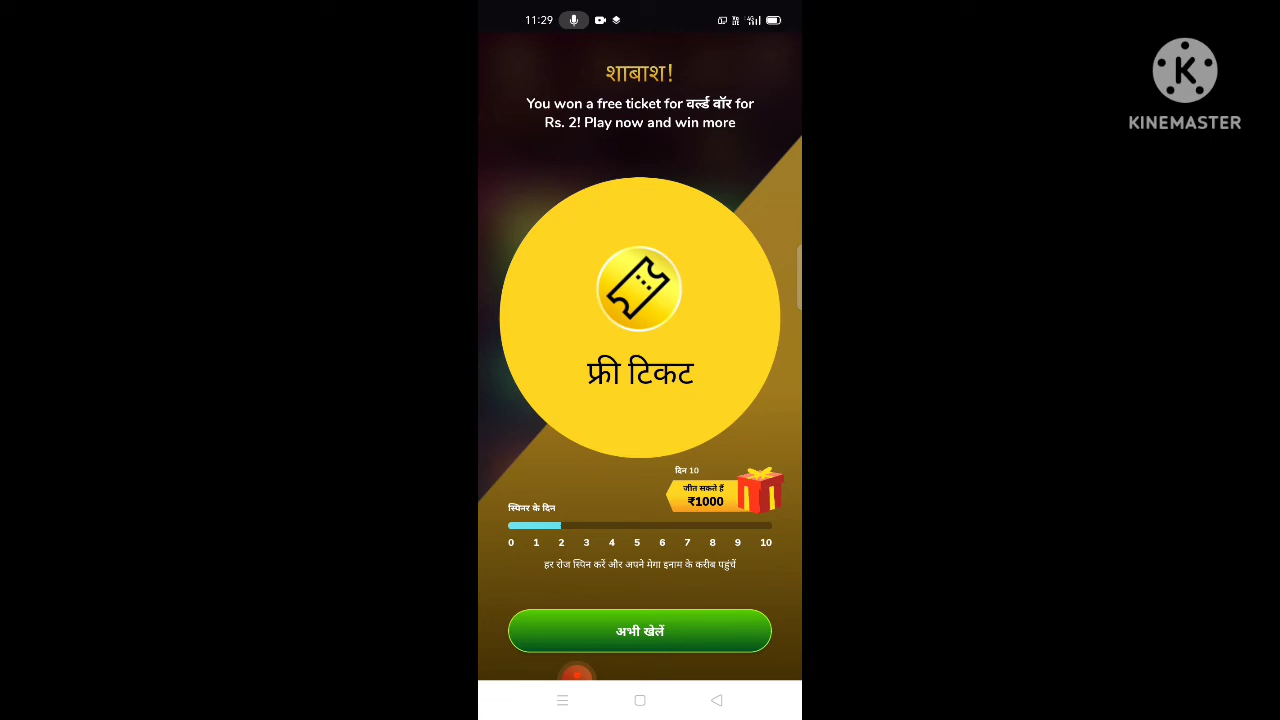 11:29
KINEMASTER
शाबाश!
You won a free ticket for वर्ल्ड वॉर for
Rs. 2! Play now and win more
फ्री टिकट
दिन 10
जीत सकते हैं
₹1000
स्पिनर के दिन
0 1 2 3 4 5 6 7 8 9 10
हर रोज स्पिन करें और अपने मेगा इनाम के करीब पहुंचें
अभी खेलें